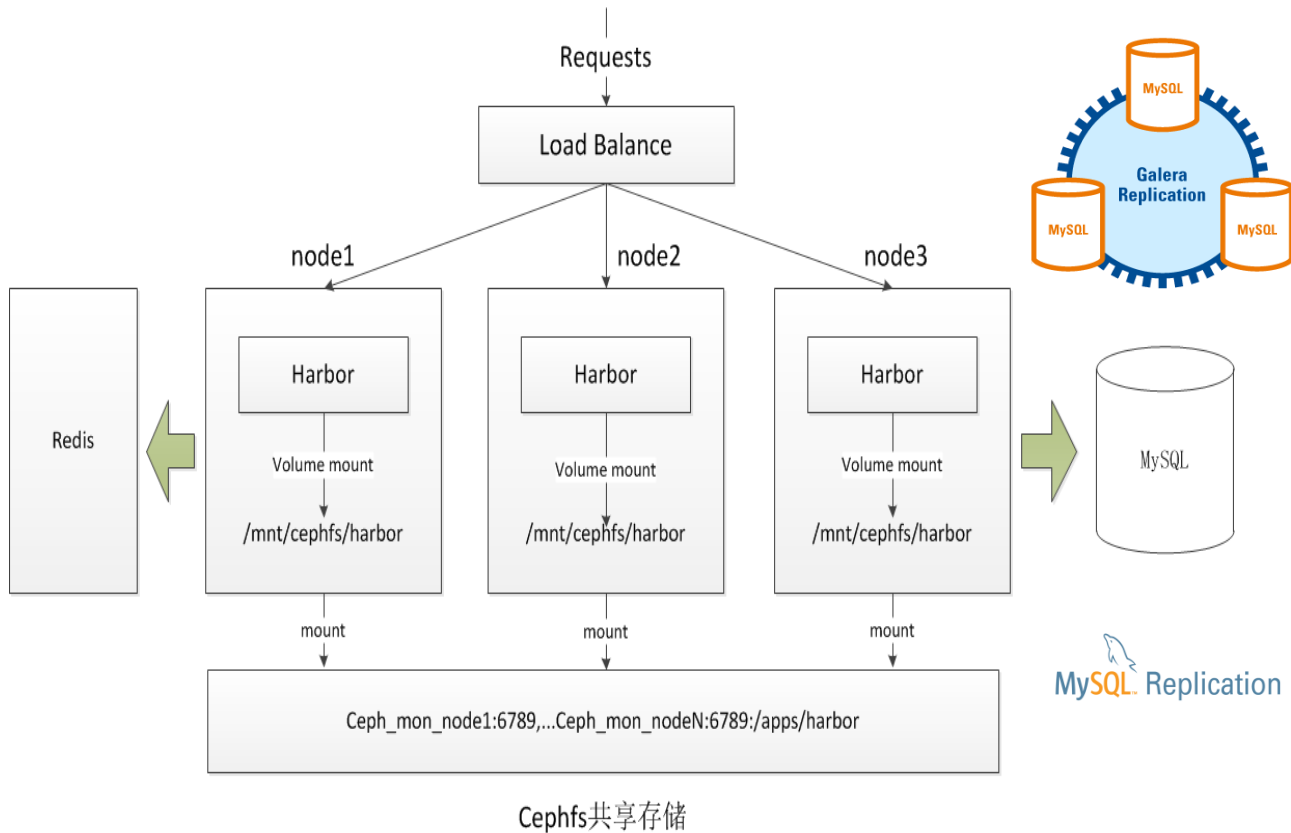 Requests
Load Balance
node1
node2
node3
Redis
Harbor
Volume mount
/mnt/cephfs/harbor
Harbor
Volume mount
/mnt/cephfs/harbor
Harbor
Volume mount
/mnt/cephfs/harbor
mount
mount
mount
Ceph_mon_node1:6789,...Ceph_mon_nodeN:6789:/apps/harbor
Cephfs共享存储
MySQL
Galera
Replication
MySQL
MySQL
MySQL
MySQL Replication